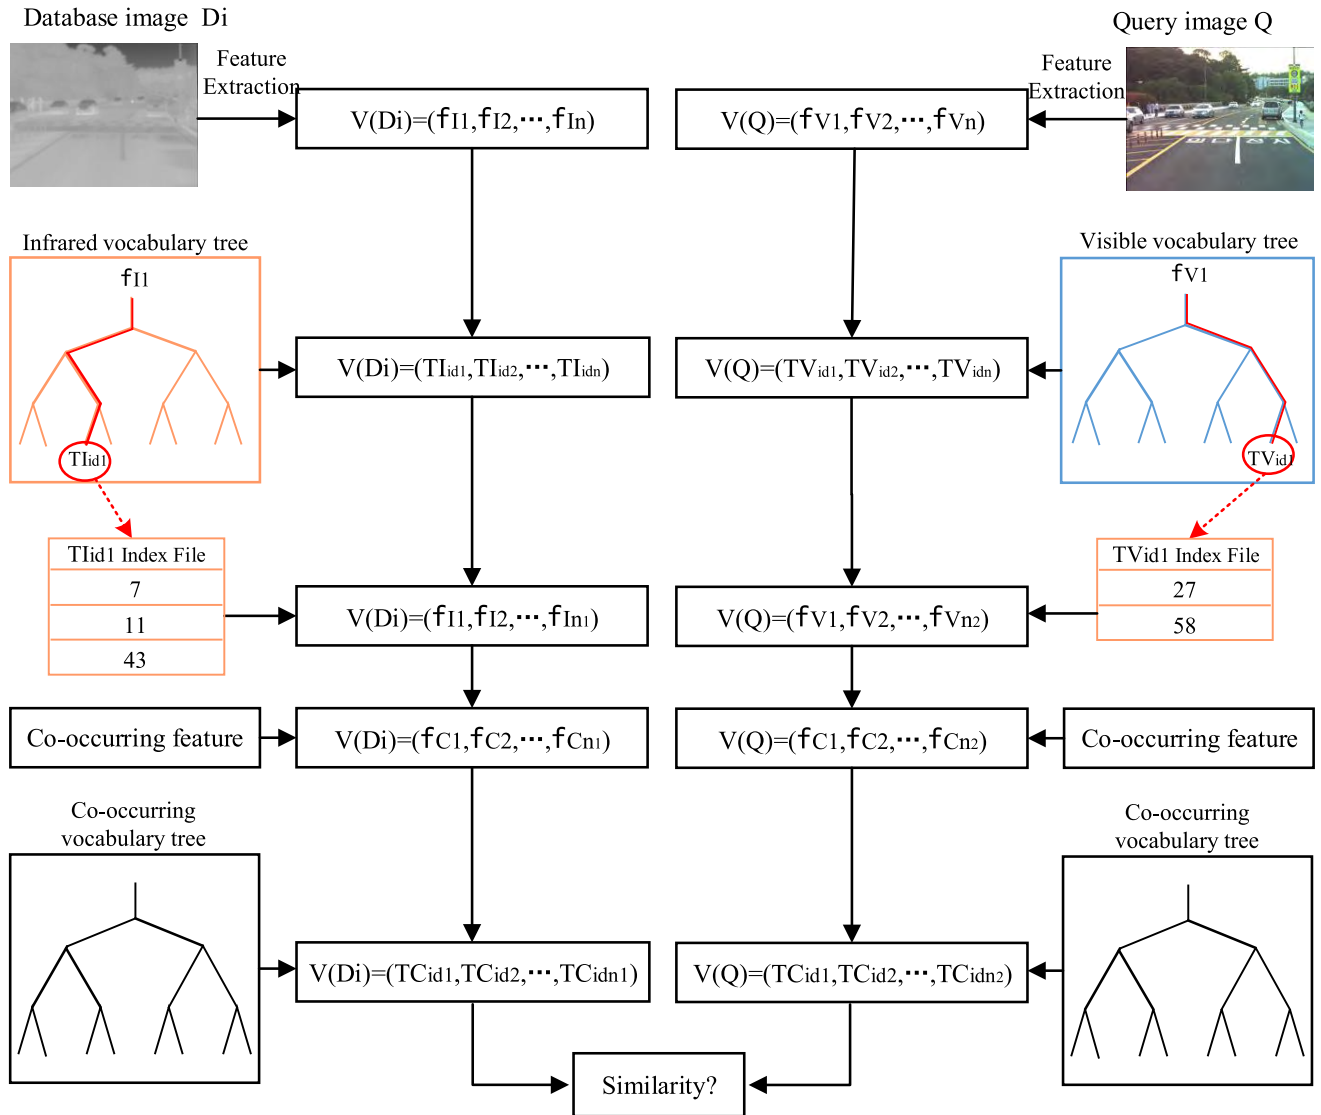 Database image Di
Query image Q
Feature
Extraction
Feature
Extraction
V(Di)=(fI1,fI2,⋯,fIn)
V(Q)=(fV1,fV2,⋯,fVn)
Infrared vocabulary tree
Visible vocabulary tree
fI1
fV1
V(Di)=(TIid1,TIid2,⋯,TIidn)
V(Q)=(TVid1,TVid2,⋯,TVidn)
TIid1
TVid1
TIid1 Index File
7
11
43
TVid1 Index File
27
58
V(Di)=(fI1,fI2,⋯,fIn1)
V(Q)=(fV1,fV2,⋯,fVn2)
Co-occurring feature
V(Di)=(fC1,fC2,⋯,fCn1)
V(Q)=(fC1,fC2,⋯,fCn2)
Co-occurring feature
Co-occurring
vocabulary tree
Co-occurring
vocabulary tree
V(Di)=(TCid1,TCid2,⋯,TCidn1)
V(Q)=(TCid1,TCid2,⋯,TCidn2)
Similarity?